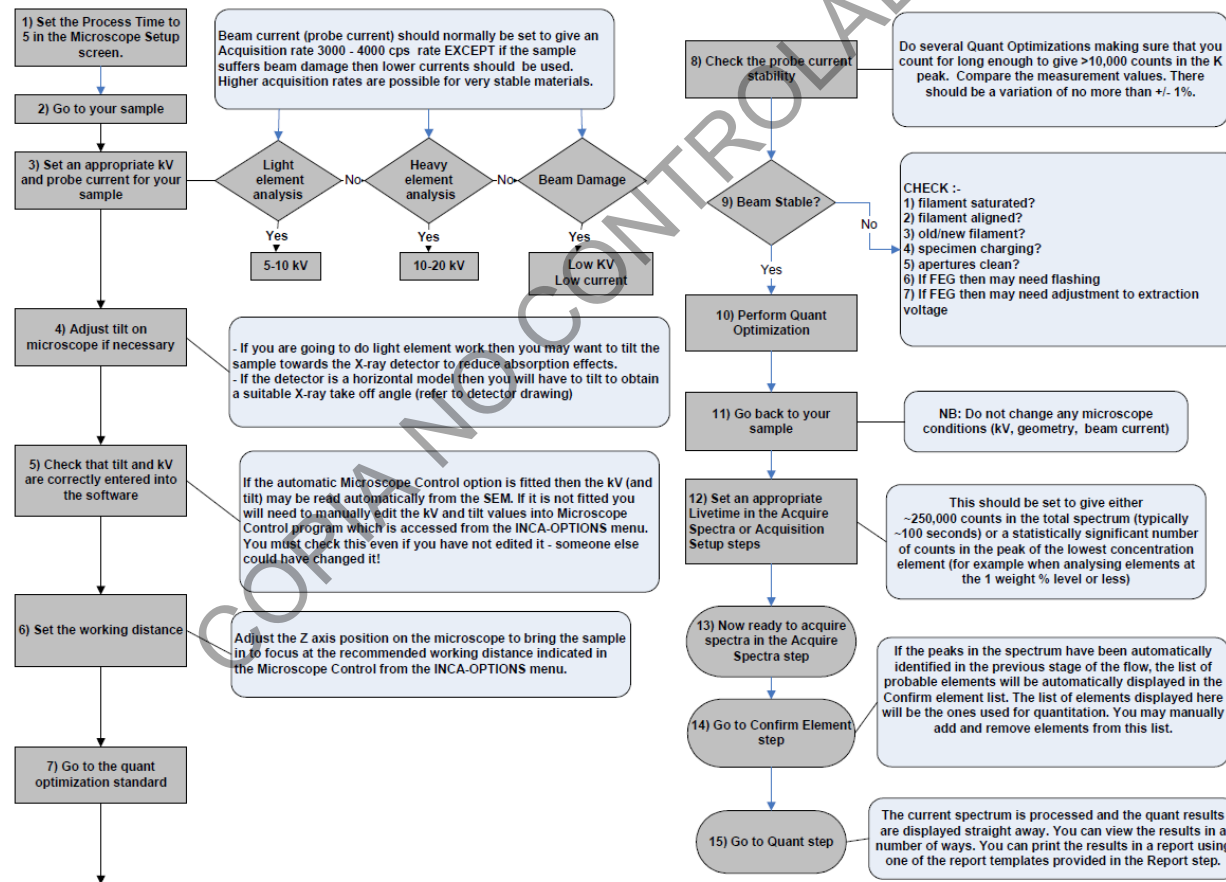 1) Set the Process Time to
5 in the Microscope Setup
screen.
2) Go to your sample
3) Set an appropriate kV
and probe current for your
sample
Beam current (probe current) should normally be set to give an
Acquisition rate 3000 - 4000 cps rate EXCEPT if the sample
suffers beam damage then lower currents should be used.
Higher acquisition rates are possible for very stable materials.
Light
element
analysis
No
Heavy
element
analysis
No
Beam Damage
Yes
Yes
Yes
5-10 kV
10-20 kV
Low KV
Low current
4) Adjust tilt on
microscope if necessary
- If you are going to do light element work then you may want to tilt the
sample towards the X-ray detector to reduce absorption effects.
- If the detector is a horizontal model then you will have to tilt to obtain
a suitable X-ray take off angle (refer to detector drawing)
5) Check that tilt and kV
are correctly entered into
the software
If the automatic Microscope Control option is fitted then the kV (and
tilt) may be read automatically from the SEM. If it is not fitted you
will need to manually edit the kV and tilt values into Microscope
Control program which is accessed from the INCA-OPTIONS menu.
You must check this even if you have not edited it - someone else
could have changed it!
6) Set the working distance
Adjust the Z axis position on the microscope to bring the sample
in to focus at the recommended working distance indicated in
the Microscope Control from the INCA-OPTIONS menu.
7) Go to the quant
optimization standard
8) Check the probe current
stability
Do several Quant Optimizations making sure that you
count for long enough to give >10,000 counts in the K
peak. Compare the measurement values. There
should be a variation of no more than +/- 1%.
9) Beam Stable?
No
Yes
CHECK :-
1) filament saturated?
2) filament aligned?
3) old/new filament?
4) specimen charging?
5) apertures clean?
6) If FEG then may need flashing
7) If FEG then may need adjustment to extraction
voltage
10) Perform Quant
Optimization
11) Go back to your
sample
NB: Do not change any microscope
conditions (kV, geometry, beam current)
12) Set an appropriate
Livetime in the Acquire
Spectra or Acquisition
Setup steps
This should be set to give either
~250,000 counts in the total spectrum (typically
~100 seconds) or a statistically significant number
of counts in the peak of the lowest concentration
element (for example when analysing elements at
the 1 weight % level or less)
13) Now ready to acquire
spectra in the Acquire
Spectra step
14) Go to Confirm Element
step
If the peaks in the spectrum have been automatically
identified in the previous stage of the flow, the list of
probable elements will be automatically displayed in the
Confirm element list. The list of elements displayed here
will be the ones used for quantitation. You may manually
add and remove elements from this list.
15) Go to Quant step
The current spectrum is processed and the quant results
are displayed straight away. You can view the results in a
number of ways. You can print the results in a report using
one of the report templates provided in the Report step.
COPIA NO CONTROLA